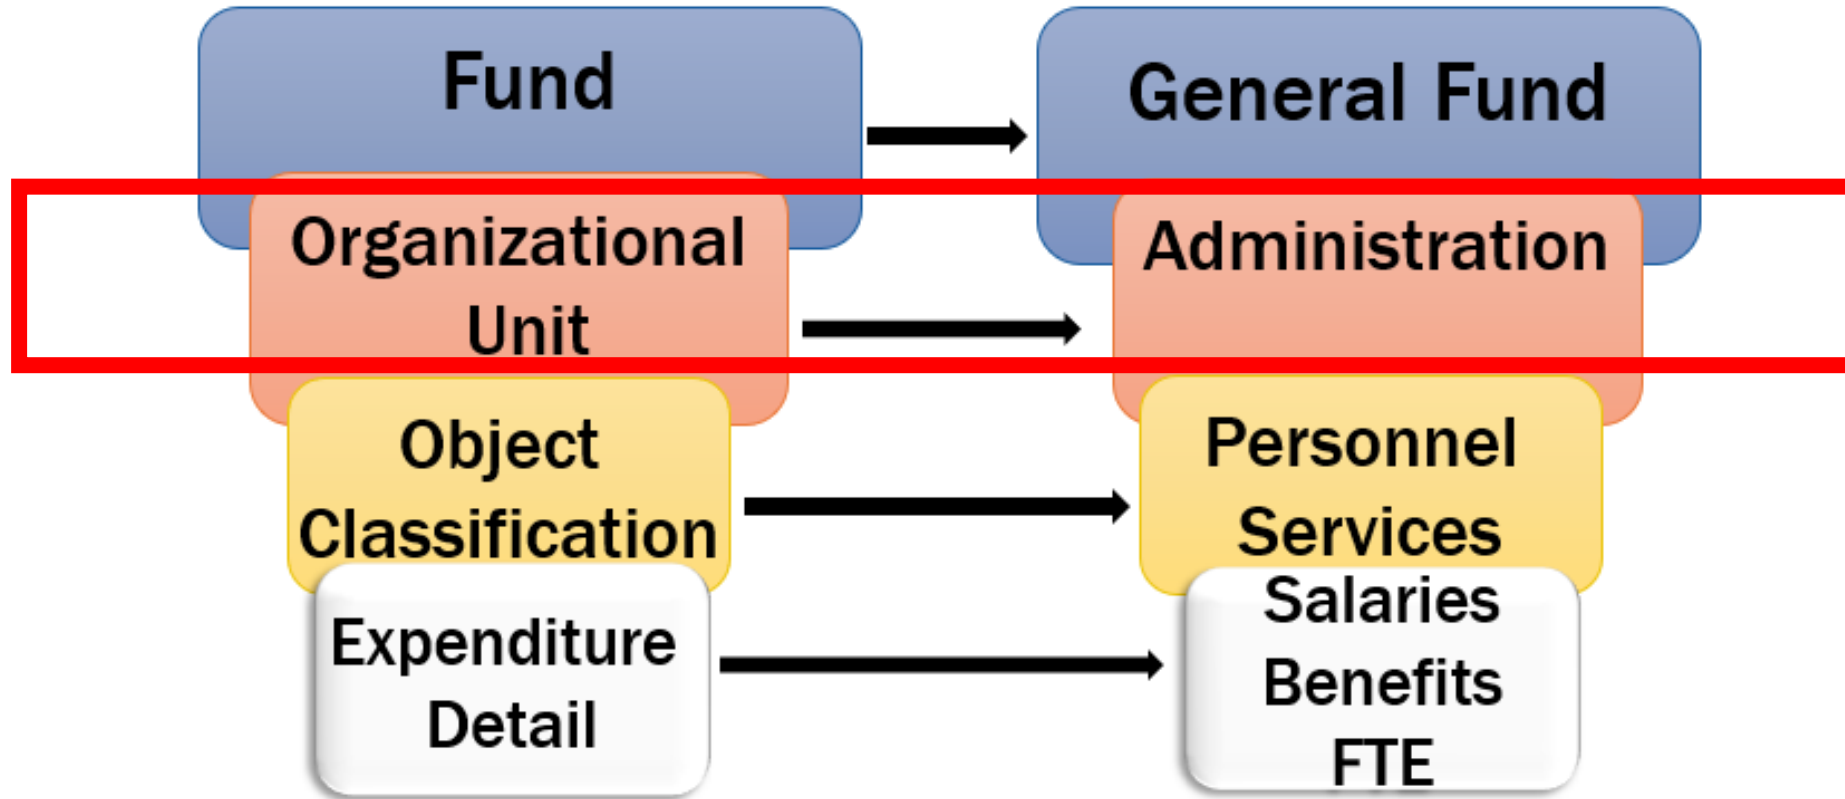 Fund
General Fund
Organizational
Unit
Administration
Object
Classification
Personnel
Services
Expenditure
Detail
Salaries
Benefits
FTE